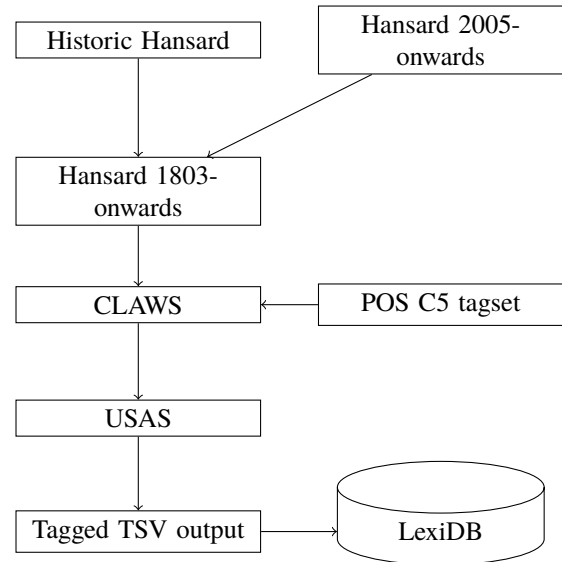 Historic Hansard
Hansard 2005-
onwards
Hansard 1803-
onwards
CLAWS
POS C5 tagset
USAS
Tagged TSV output
LexiDB